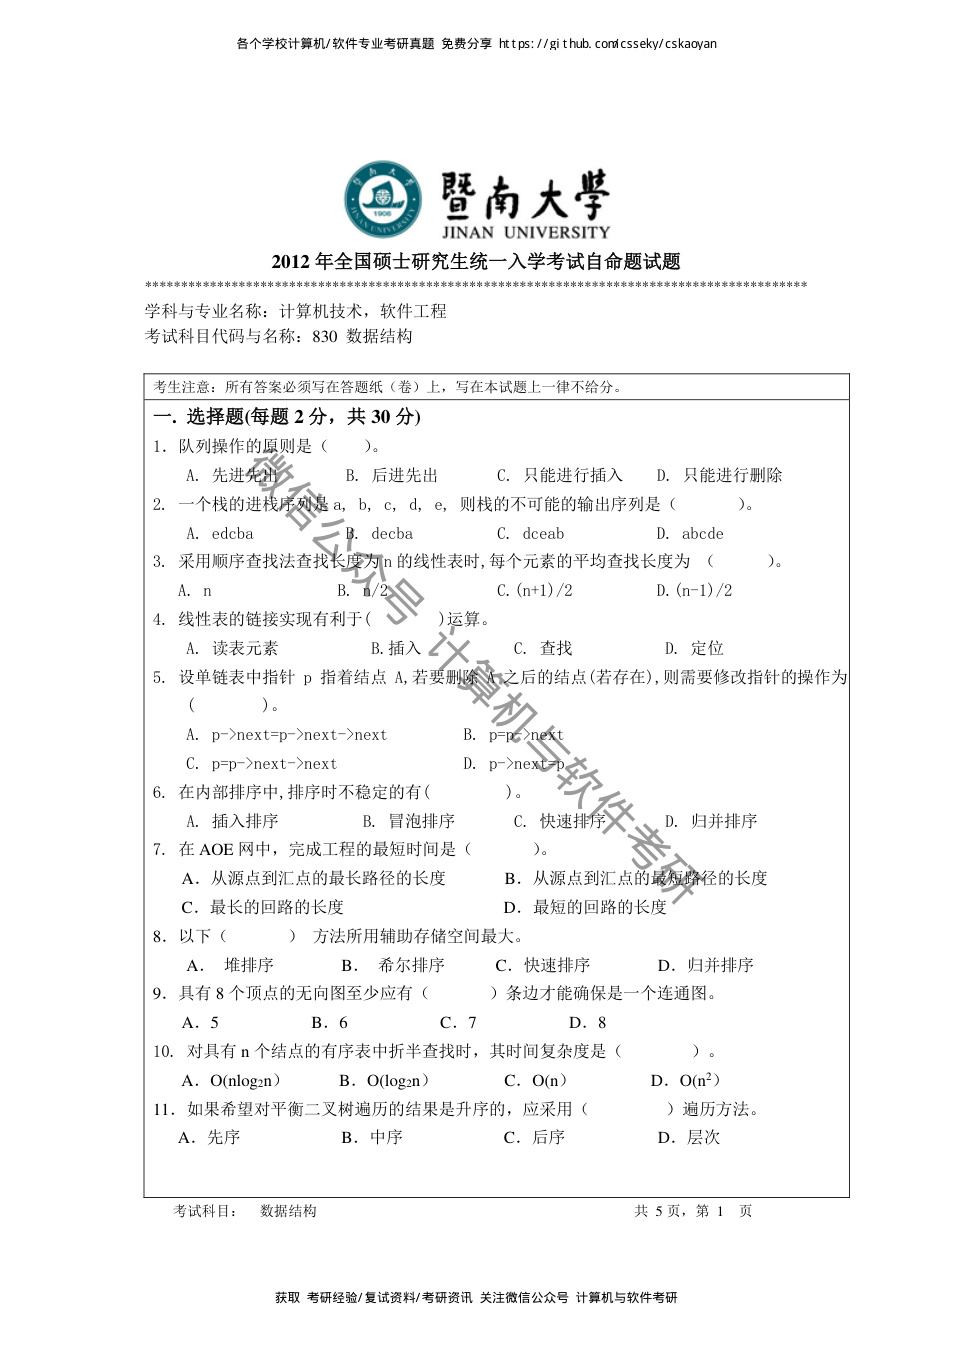 各个学校计算机/软件专业考研真题 免费分享 https://github.com/csseky/cskaoyan
暨南大学
暨南大学
1906
JINAN UNIVERSITY
JINAN UNIVERSITY
2012 年全国硕士研究生统一入学考试自命题试题
********************************************************************************************
学科与专业名称：计算机技术，软件工程
考试科目代码与名称：830 数据结构
考生注意：所有答案必须写在答题纸（卷）上，写在本试题上一律不给分。
一. 选择题(每题 2 分，共 30 分)
1. 队列操作的原则是（ ）。
A. 先进先出 B. 后进先出 C. 只能进行插入 D. 只能进行删除
2. 一个栈的进栈序列是 a, b, c, d, e, 则栈的不可能的输出序列是（ ）。
A. edcba B. decba C. dceab D. abcde
3. 采用顺序查找法查找长度为 n 的线性表时,每个元素的平均查找长度为 （ ）。
A. n B. n/2 C.(n+1)/2 D.(n-1)/2
4. 线性表的链接实现有利于( )运算。
A. 读表元素 B.插入 C. 查找 D. 定位
5. 设单链表中指针 p 指着结点 A,若要删除 A 之后的结点(若存在),则需要修改指针的操作为
( )。
A. p->next=p->next->next B. p=p->next
C. p=p->next->next D. p->next=p
6. 在内部排序中,排序时不稳定的有( )。
A. 插入排序 B. 冒泡排序 C. 快速排序 D. 归并排序
7. 在 AOE 网中，完成工程的最短时间是（ ）。
A．从源点到汇点的最长路径的长度 B．从源点到汇点的最短路径的长度
C．最长的回路的长度 D．最短的回路的长度
8．以下（ ） 方法所用辅助存储空间最大。
A． 堆排序 B． 希尔排序 C．快速排序 D．归并排序
9．具有 8 个顶点的无向图至少应有（ ）条边才能确保是一个连通图。
A．5 B．6 C．7 D．8
10. 对具有 n 个结点的有序表中折半查找时，其时间复杂度是（ ）。
A．O(nlog₂n） B．O(log₂n） C．O(n） D．O(n²）
11．如果希望对平衡二叉树遍历的结果是升序的，应采用（ ）遍历方法。
A．先序 B．中序 C．后序 D．层次
微信公众号 计算机与软件考研
考试科目： 数据结构 共 5 页，第 1 页
获取 考研经验/复试资料/考研资讯 关注微信公众号 计算机与软件考研